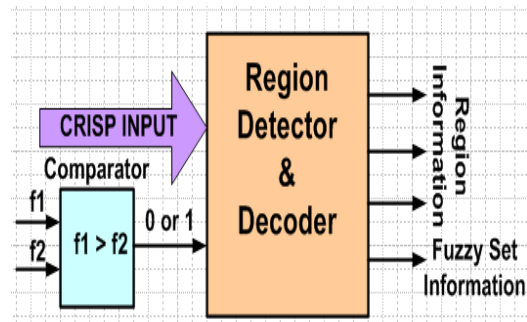 CRISP INPUT
Comparator
f1
f2
f1 > f2
0 or 1
Region
Detector
&
Decoder
Region
Information
Fuzzy Set
Information